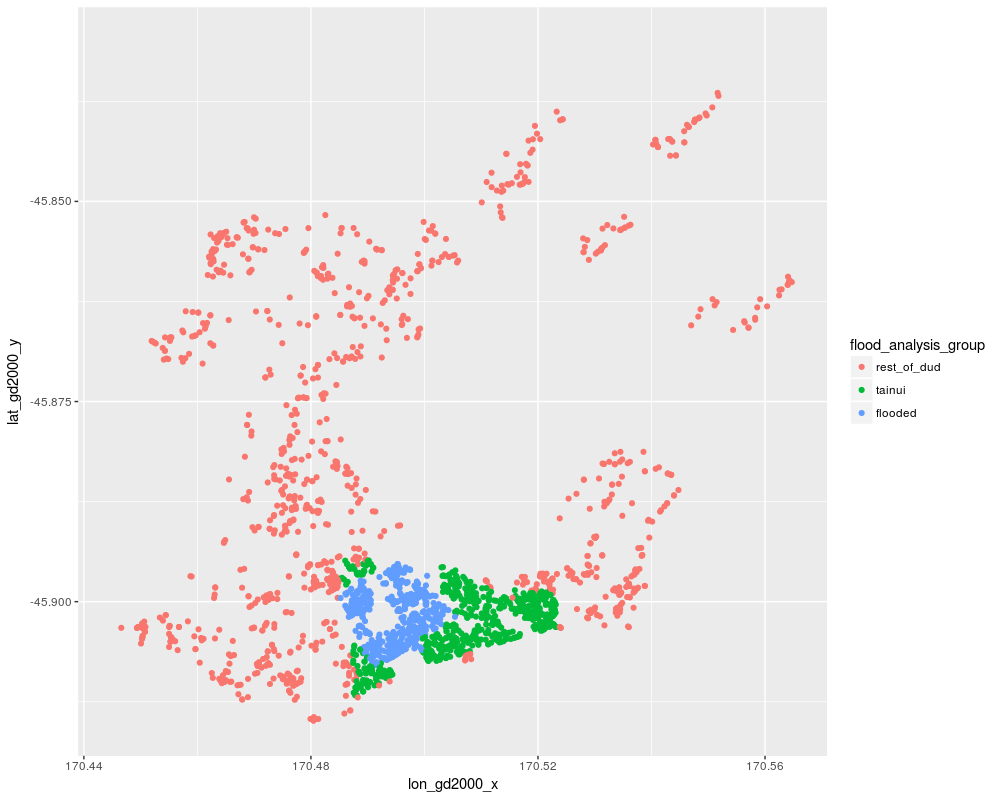 -45.850
-45.875
-45.900
lat_gd2000_y
170.44 170.48 170.52 170.56
lon_gd2000_x
flood_analysis_group
rest_of_dud
tainui
flooded